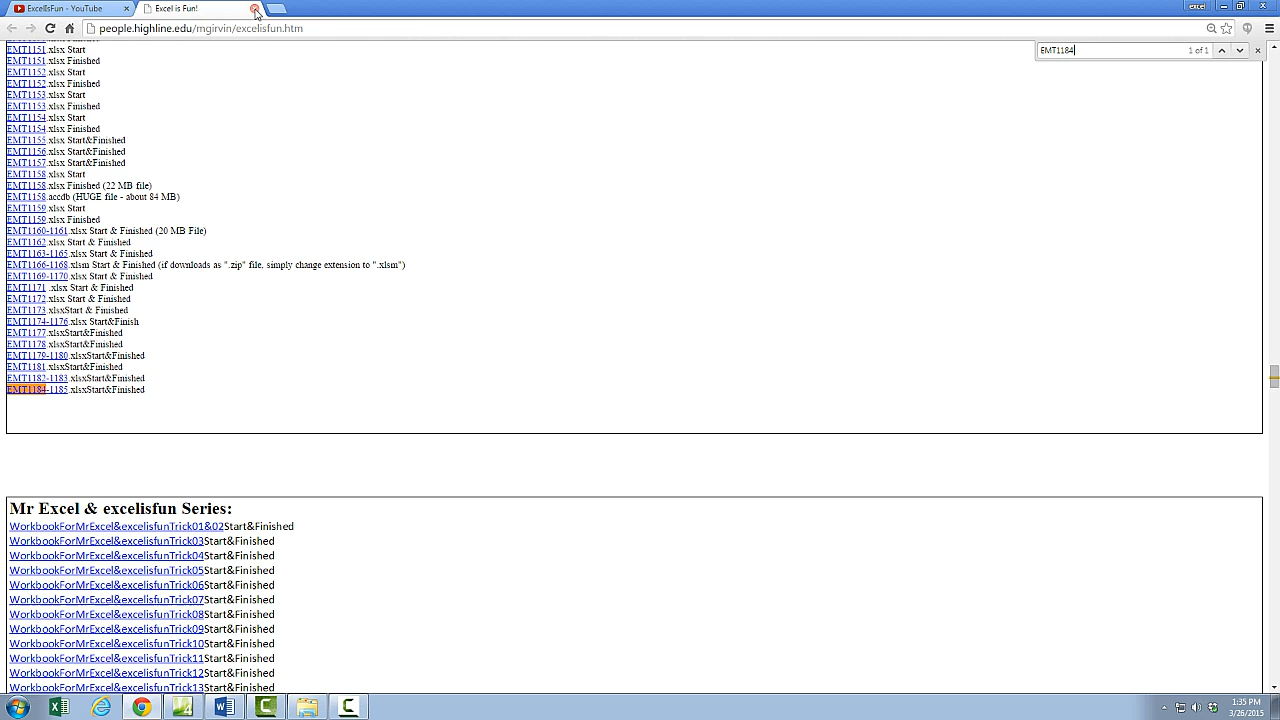 ExcelIsFun - YouTube
Excel is Fun!
excel
people.highline.edu/mgirvin/excelisfun.htm
EMT1184
1 of 1
EMT1151.xlsx Start
EMT1151.xlsx Finished
EMT1152.xlsx Start
EMT1152.xlsx Finished
EMT1153.xlsx Start
EMT1153.xlsx Finished
EMT1154.xlsx Start
EMT1154.xlsx Finished
EMT1155.xlsx Start&Finished
EMT1156.xlsx Start&Finished
EMT1157.xlsx Start&Finished
EMT1158.xlsx Start
EMT1158.xlsx Finished (22 MB file)
EMT1158.accdb (HUGE file - about 84 MB)
EMT1159.xlsx Start
EMT1159.xlsx Finished
EMT1160-1161.xlsx Start & Finished (20 MB File)
EMT1162.xlsx Start & Finished
EMT1163-1165.xlsx Start & Finished
EMT1166-1168.xlsm Start & Finished (if downloads as ".zip" file, simply change extension to ".xlsm")
EMT1169-1170.xlsx Start & Finished
EMT1171 .xlsx Start & Finished
EMT1172.xlsx Start & Finished
EMT1173.xlsxStart & Finished
EMT1174-1176.xlsx Start&Finish
EMT1177.xlsxStart&Finished
EMT1178.xlsxStart&Finished
EMT1179-1180.xlsxStart&Finished
EMT1181.xlsxStart&Finished
EMT1182-1183.xlsxStart&Finished
EMT1184-1185.xlsxStart&Finished
Mr Excel & excelisfun Series:
WorkbookForMrExcel&excelisfunTrick01&02Start&Finished
WorkbookForMrExcel&excelisfunTrick03Start&Finished
WorkbookForMrExcel&excelisfunTrick04Start&Finished
WorkbookForMrExcel&excelisfunTrick05Start&Finished
WorkbookForMrExcel&excelisfunTrick06Start&Finished
WorkbookForMrExcel&excelisfunTrick07Start&Finished
WorkbookForMrExcel&excelisfunTrick08Start&Finished
WorkbookForMrExcel&excelisfunTrick09Start&Finished
WorkbookForMrExcel&excelisfunTrick10Start&Finished
WorkbookForMrExcel&excelisfunTrick11Start&Finished
WorkbookForMrExcel&excelisfunTrick12Start&Finished
WorkbookForMrExcel&excelisfunTrick13Start&Finished
1:35 PM
3/26/2015